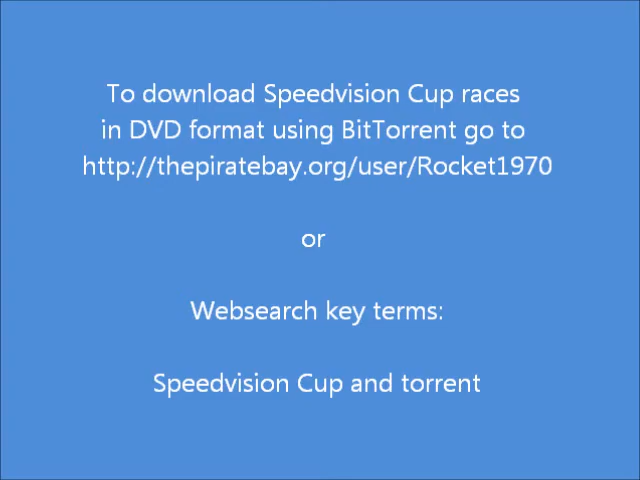 To download Speedvision Cup races
in DVD format using BitTorrent go to
http://thepiratebay.org/user/Rocket1970
or
Websearch key terms:
Speedvision Cup and torrent